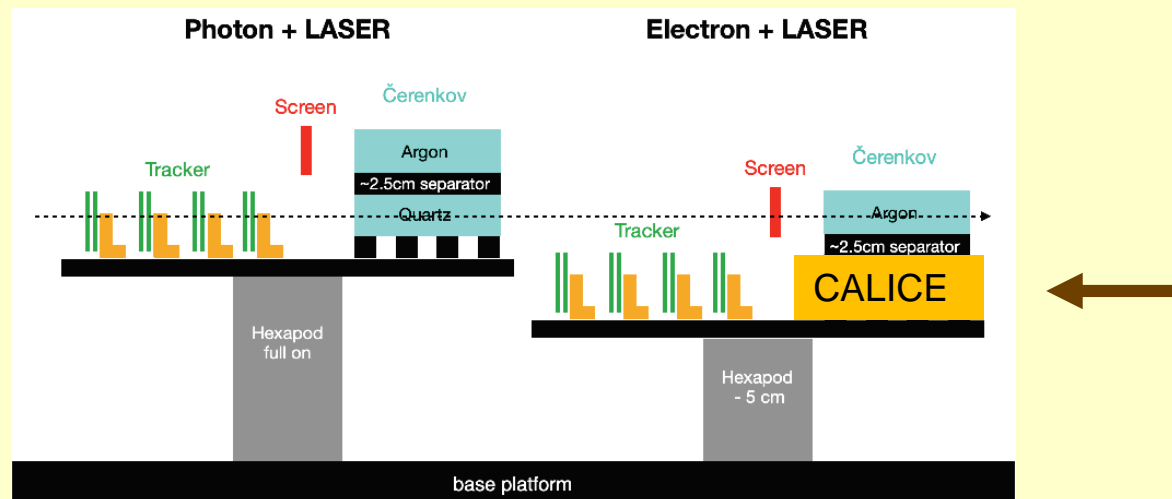 Photon + LASER
Electron + LASER
Čerenkov
Screen
Argon
Tracker
~2.5cm separator
Quartz
Hexapod
full on
Čerenkov
Screen
Argon
Tracker
~2.5cm separator
CALICE
Hexapod
- 5 cm
base platform